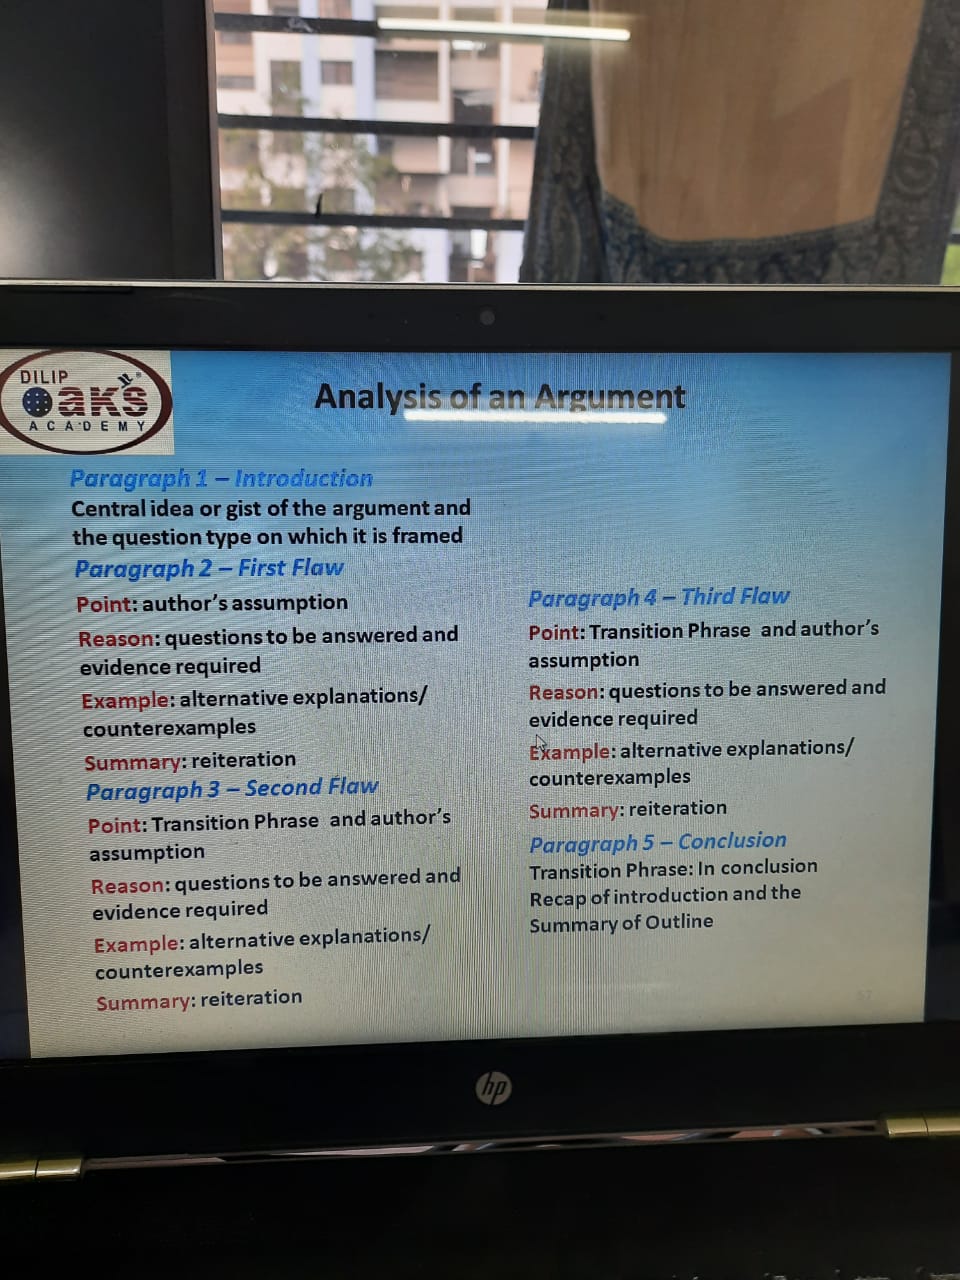 DILIP
OAK'S
ACADEMY
Analysis of an Argument
Paragraph 1 – Introduction
Central idea or gist of the argument and
the question type on which it is framed
Paragraph 2 – First Flaw
Point: author's assumption
Reason: questions to be answered and
evidence required
Example: alternative explanations/
counterexamples
Summary: reiteration
Paragraph 3 – Second Flaw
Point: Transition Phrase and author's
assumption
Reason: questions to be answered and
evidence required
Example: alternative explanations/
counterexamples
Summary: reiteration
Paragraph 4 – Third Flaw
Point: Transition Phrase and author's
assumption
Reason: questions to be answered and
evidence required
Example: alternative explanations/
counterexamples
Summary: reiteration
Paragraph 5 – Conclusion
Transition Phrase: In conclusion
Recap of introduction and the
Summary of Outline
hp